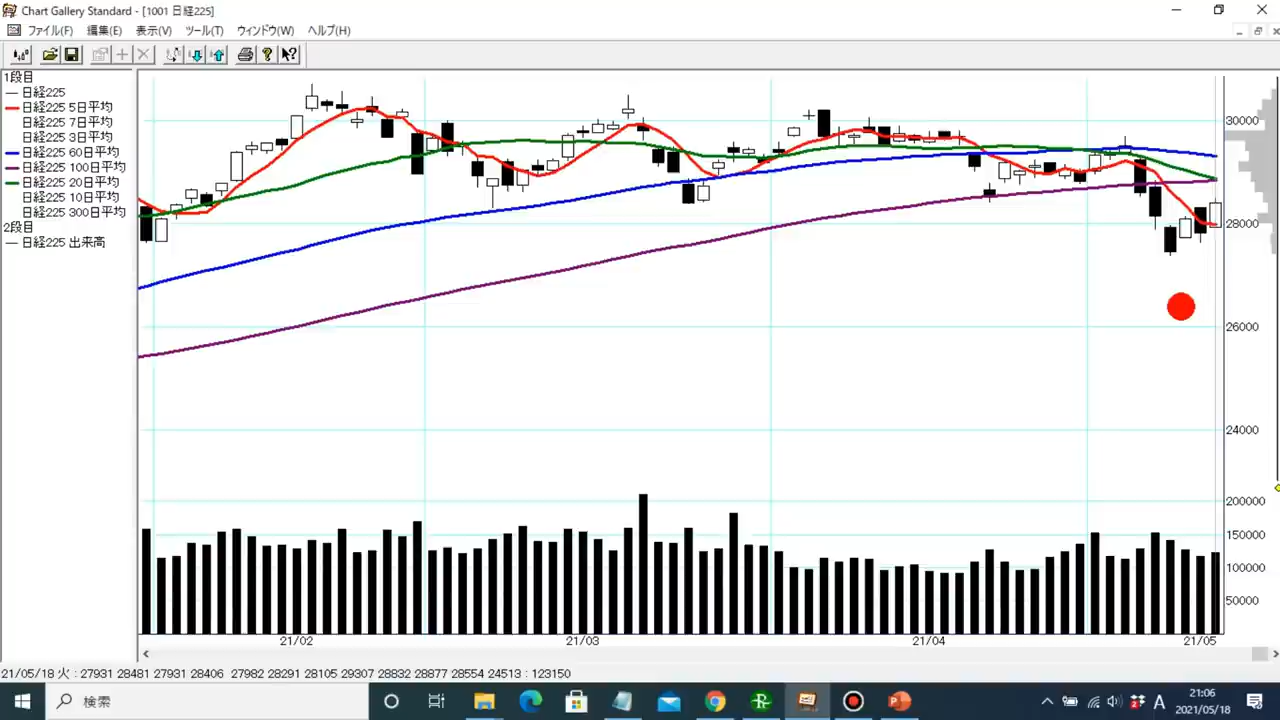 Chart Gallery Standard - [1001 日経225]
ファイル(F) 編集(E) 表示(V) ツール(T) ウィンドウ(W) ヘルプ(H)
1段目
日経225
日経225 5日平均
日経225 7日平均
日経225 3日平均
日経225 60日平均
日経225 100日平均
日経225 20日平均
日経225 10日平均
日経225 300日平均
2段目
日経225 出来高
30000
28000
26000
24000
200000
150000
100000
50000
21/02 21/03 21/04 21/05
21/05/18 火 : 27931 28481 27931 28406 27982 28291 28105 29307 28832 28877 28554 24513 : 123150
検索
A
21:06
2021/05/18